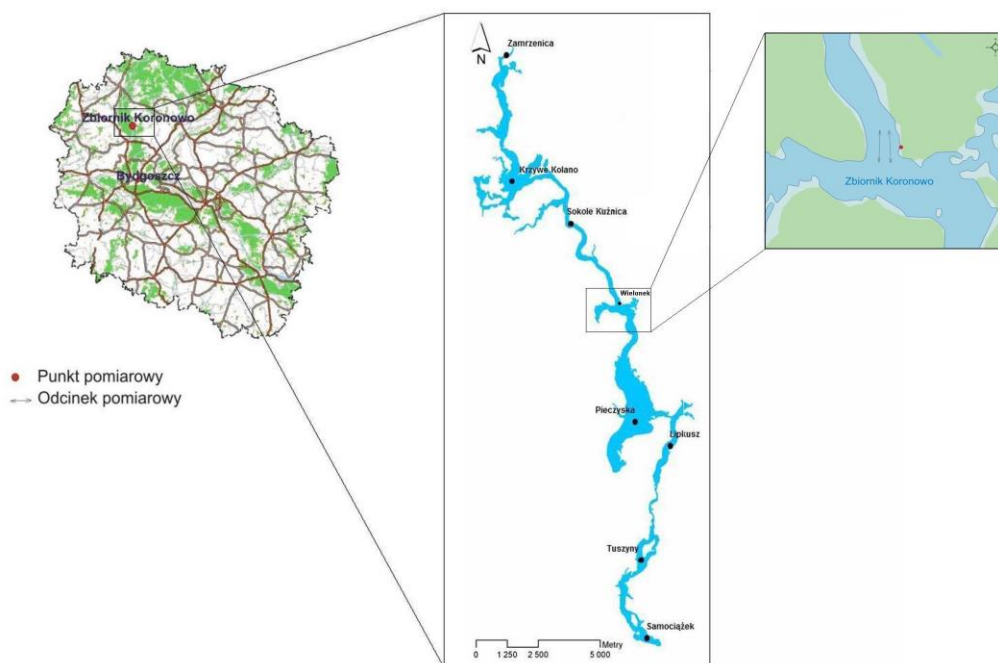 Zbiornik Koronowo
Bydgoszcz
Punkt pomiarowy
Odcinek pomiarowy
N
Zamrzenica
Krzywe Kolano
Sokole Kuźnica
Wielonek
Pieczyska
Lipkusz
Tuszyny
Samociążek
Metry
0 1 250 2 500 5 000
Zbiornik Koronowo